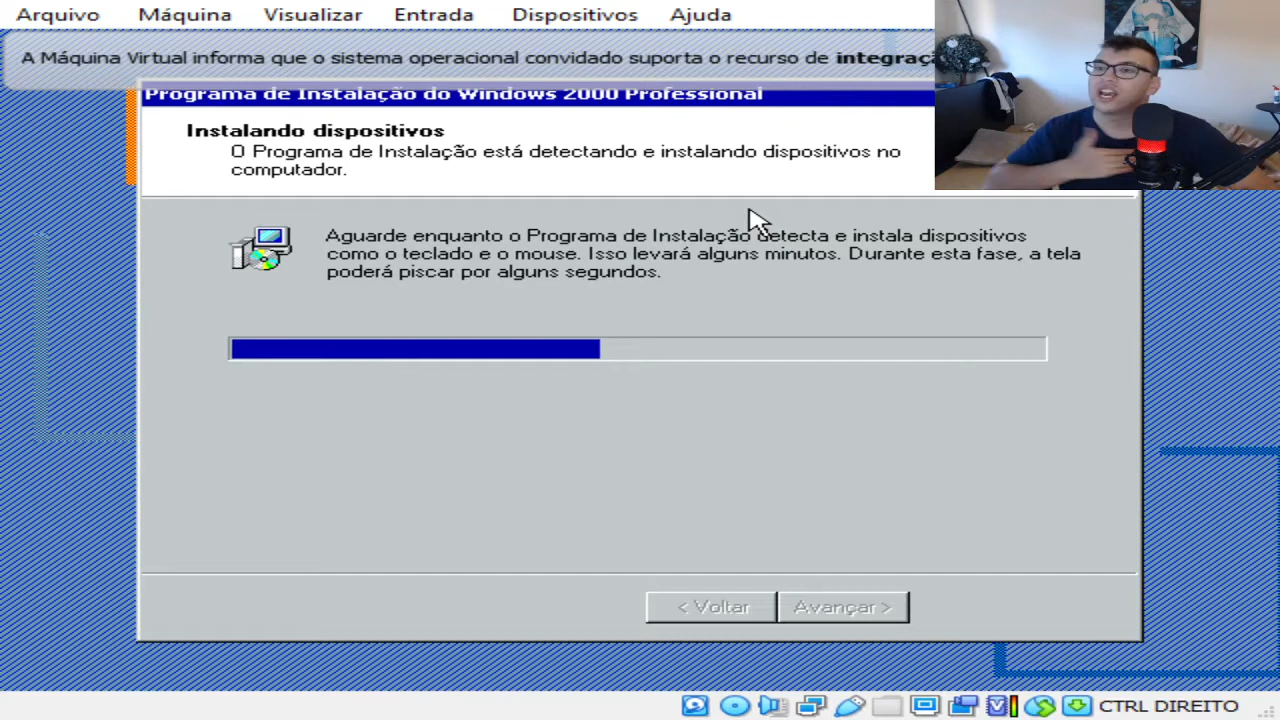 Arquivo Máquina Visualizar Entrada Dispositivos Ajuda
A Máquina Virtual informa que o sistema operacional convidado suporta o recurso de
Programa de Instalação do Windows 2000 Professional
Instalando dispositivos
O Programa de Instalação está detectando e instalando dispositivos no
computador.
Aguarde enquanto o Programa de Instalação detecta e instala dispositivos
como o teclado e o mouse. Isso levará alguns minutos. Durante esta fase, a tela
poderá piscar por alguns segundos.
< Voltar Avançar >
CTRL DIREITO